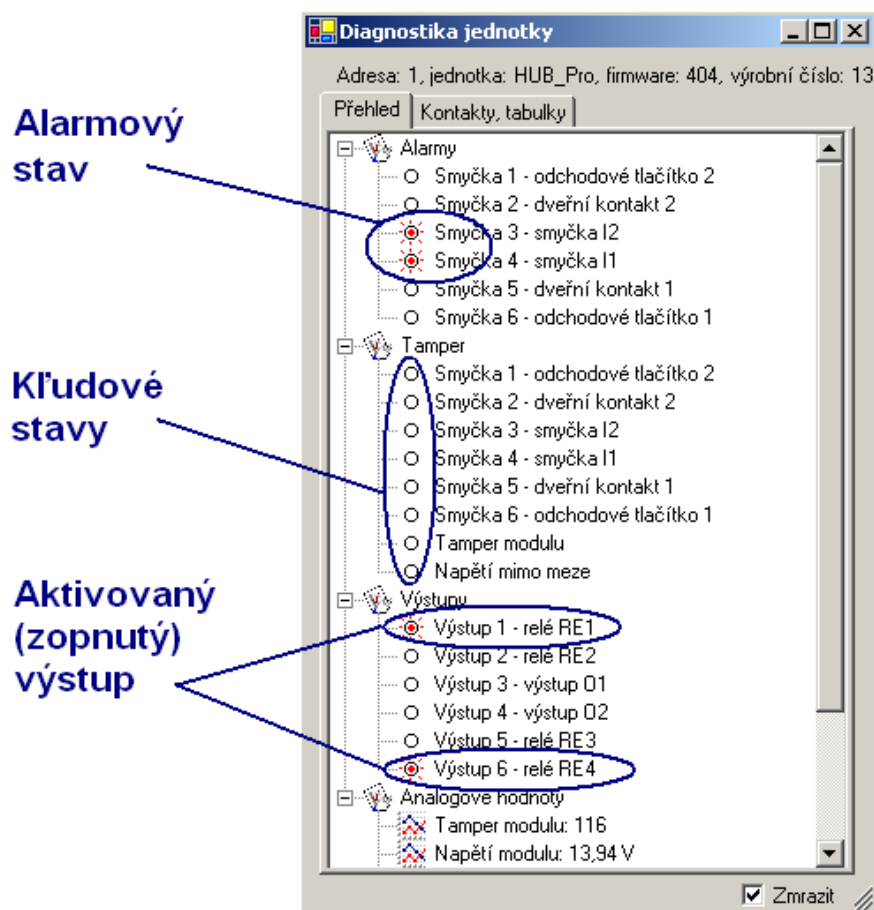 Diagnostika jednotky
Adresa: 1, jednotka: HUB_Pro, firmware: 404, výrobní číslo: 13
Přehled
Kontakty, tabulky
Alarmový
stav
Alarmy
Smyčka 1 - odchodové tlačítko 2
Smyčka 2 - dveřní kontakt 2
Smyčka 3 - smyčka I2
Smyčka 4 - smyčka I1
Smyčka 5 - dveřní kontakt 1
Smyčka 6 - odchodové tlačítko 1
Kľudové
stavy
Tamper
Smyčka 1 - odchodové tlačítko 2
Smyčka 2 - dveřní kontakt 2
Smyčka 3 - smyčka I2
Smyčka 4 - smyčka I1
Smyčka 5 - dveřní kontakt 1
Smyčka 6 - odchodové tlačítko 1
Tamper modulu
Napětí mimo meze
Aktivovaný
(zopnutý)
výstup
Výstupy
Výstup 1 - relé RE1
Výstup 2 - relé RE2
Výstup 3 - výstup O1
Výstup 4 - výstup O2
Výstup 5 - relé RE3
Výstup 6 - relé RE4
Analogové hodnoty
Tamper modulu: 116
Napětí modulu: 13,94 V
Zmrazit